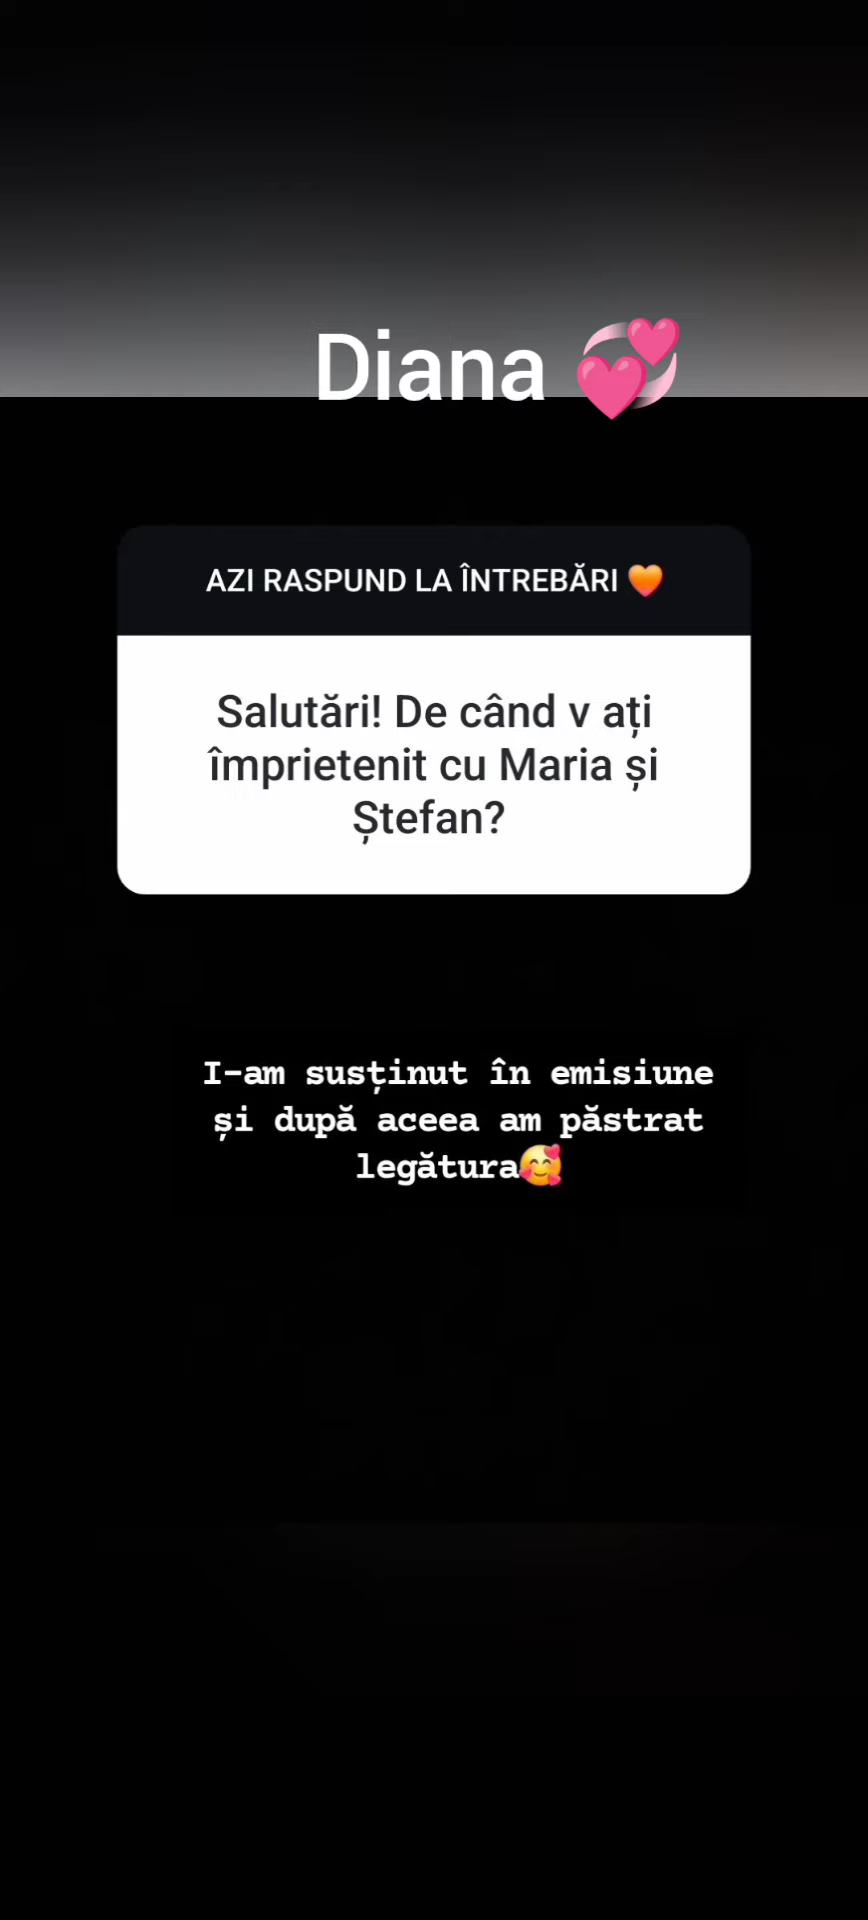 Diana 💞
AZI RASPUND LA ÎNTREBĂRI 🧡
Salutări! De când v ați
împrietenit cu Maria și
Ștefan?
I-am susținut în emisiune
și după aceea am păstrat
legătura🥰